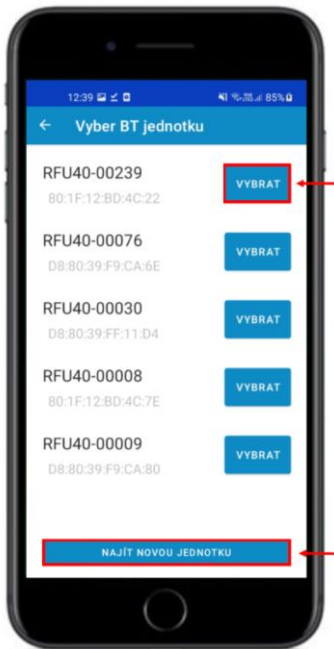 12:39 85%
← Vyber BT jednotku
RFU40-00239
80:1F:12:BD:4C:22
VYBRAT
RFU40-00076
D8:80:39:F9:CA:6E
VYBRAT
RFU40-00030
D8:80:39:FF:11:D4
VYBRAT
RFU40-00008
80:1F:12:BD:4C:7E
VYBRAT
RFU40-00009
D8:80:39:F9:CA:80
VYBRAT
NAJÍT NOVOU JEDNOTKU